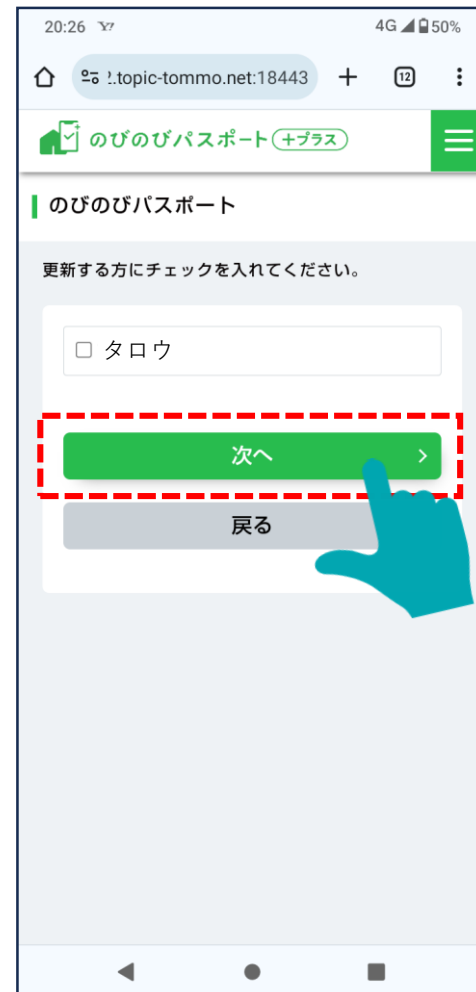 20:26 Y? 4G 50%
2.topic-tommo.net:18443 + 12
のびのびパスポート ＋プラス
のびのびパスポート
更新する方にチェックを入れてください。
タロウ
次へ
戻る